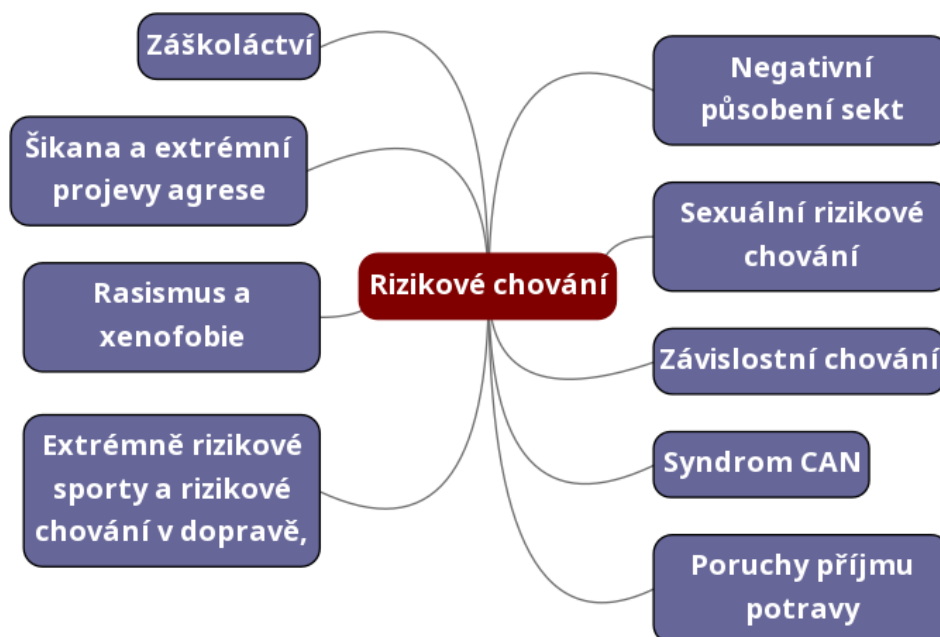 Záškoláctví
Šikana a extrémní
projevy agrese
Rasismus a
xenofobie
Extrémně rizikové
sporty a rizikové
chování v dopravě,
Rizikové chování
Negativní
působení sekt
Sexuální rizikové
chování
Závislostní chování
Syndrom CAN
Poruchy příjmu
potravy